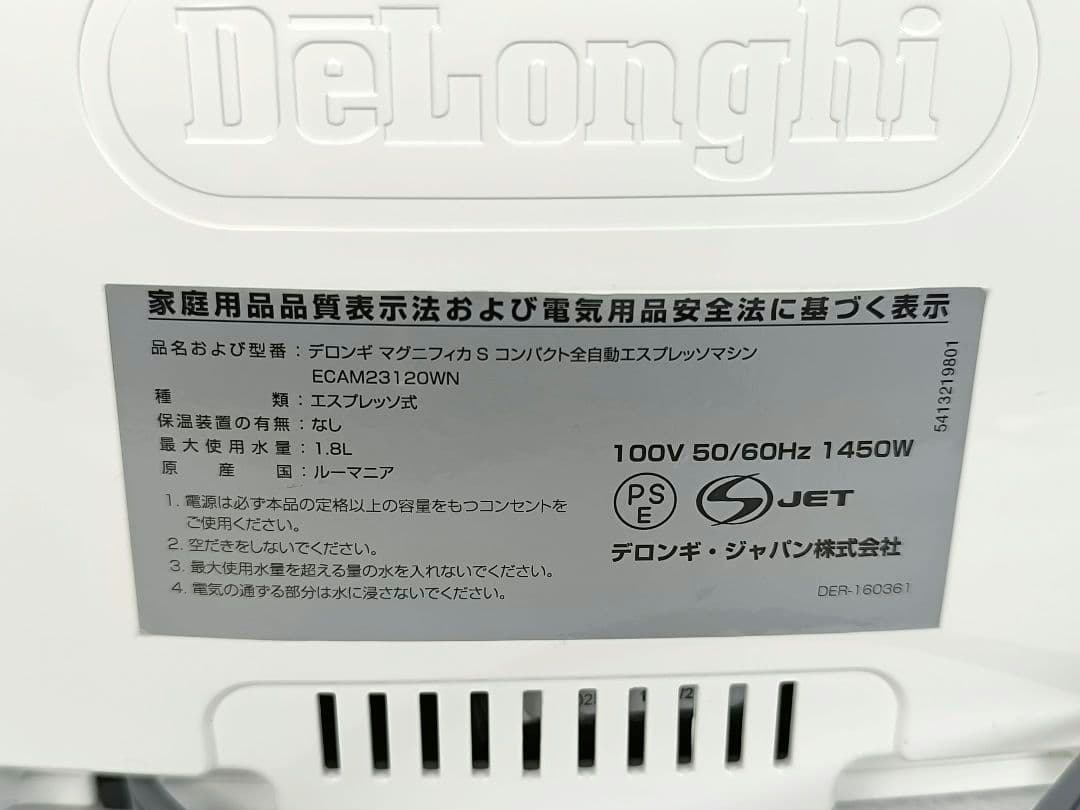 DeLonghi
家庭用品品質表示法および電気用品安全法に基づく表示
品名および型番：デロンギ マグニフィカ S コンパクト全自動エスプレッソマシン
ECAM23120WN
種類：エスプレッソ式
保温装置の有無：なし
最大使用水量：1.8L
原産国：ルーマニア
1. 電源は必ず本品の定格以上の容量をもつコンセントを
ご使用ください。
2. 空だきをしないでください。
3. 最大使用水量を超える量の水を入れないでください。
4. 電気の通ずる部分は水に浸さないでください。
5413219801
100V 50/60Hz 1450W
PS
E
JET
デロンギ・ジャパン株式会社
DER-160361